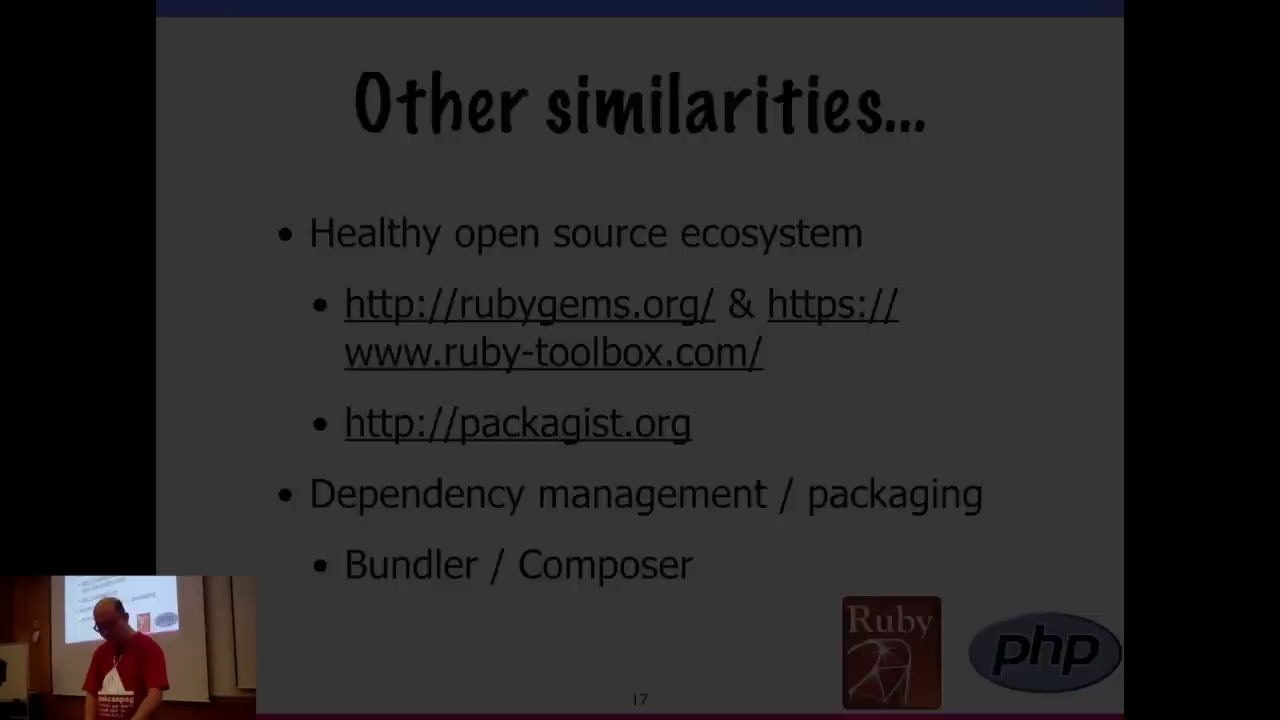 Other similarities...
• Healthy open source ecosystem
• http://rubygems.org/ & https://
www.ruby-toolbox.com/
• http://packagist.org
• Dependency management / packaging
• Bundler / Composer
Ruby
php
17